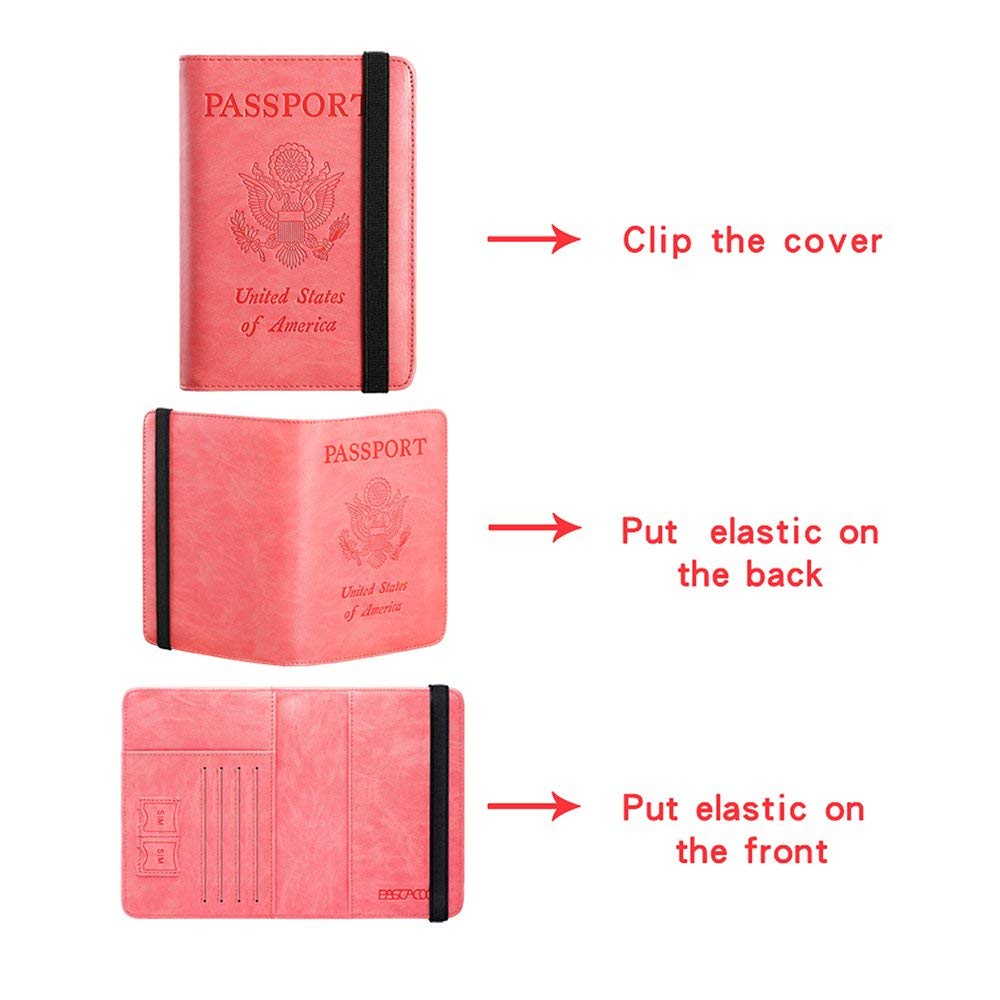 PASSPORT
United States
of America
Clip the cover
PASSPORT
United States
of America
Put elastic on
the back
SIM
SIM
Put elastic on
the front